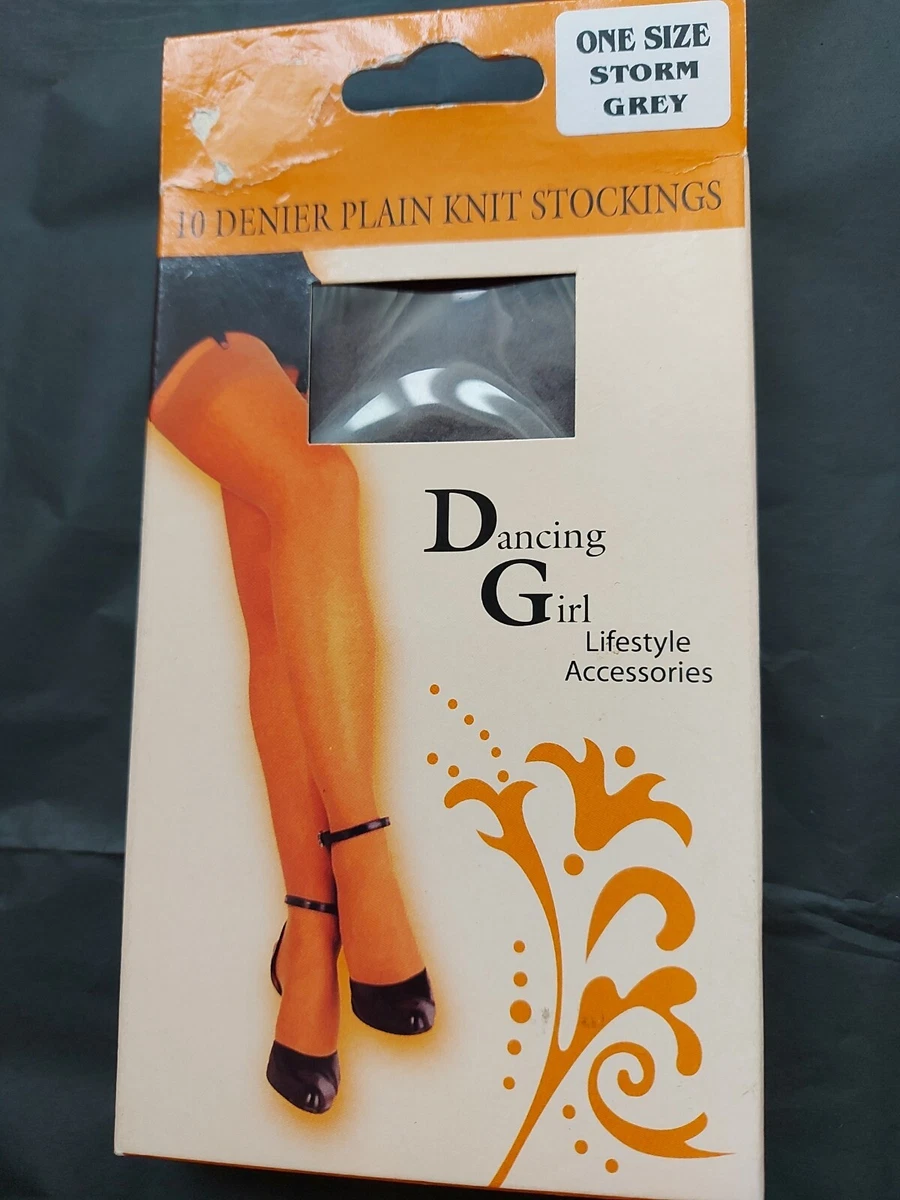 ONE SIZE
STORM
GREY
10 DENIER PLAIN KNIT STOCKINGS
Dancing
Girl
Lifestyle
Accessories